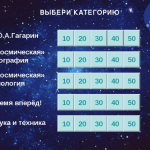 ВЫБЕРИ КАТЕГОРИЮ
Ю.А.Гагарин 10 20 30 40 50
осмическая»
ография 10 20 30 40 50
осмическая
ология 10 20 30 40 50
ремя вперёд! 10 20 30 40 50
ука и техника 10 20 30 40 50